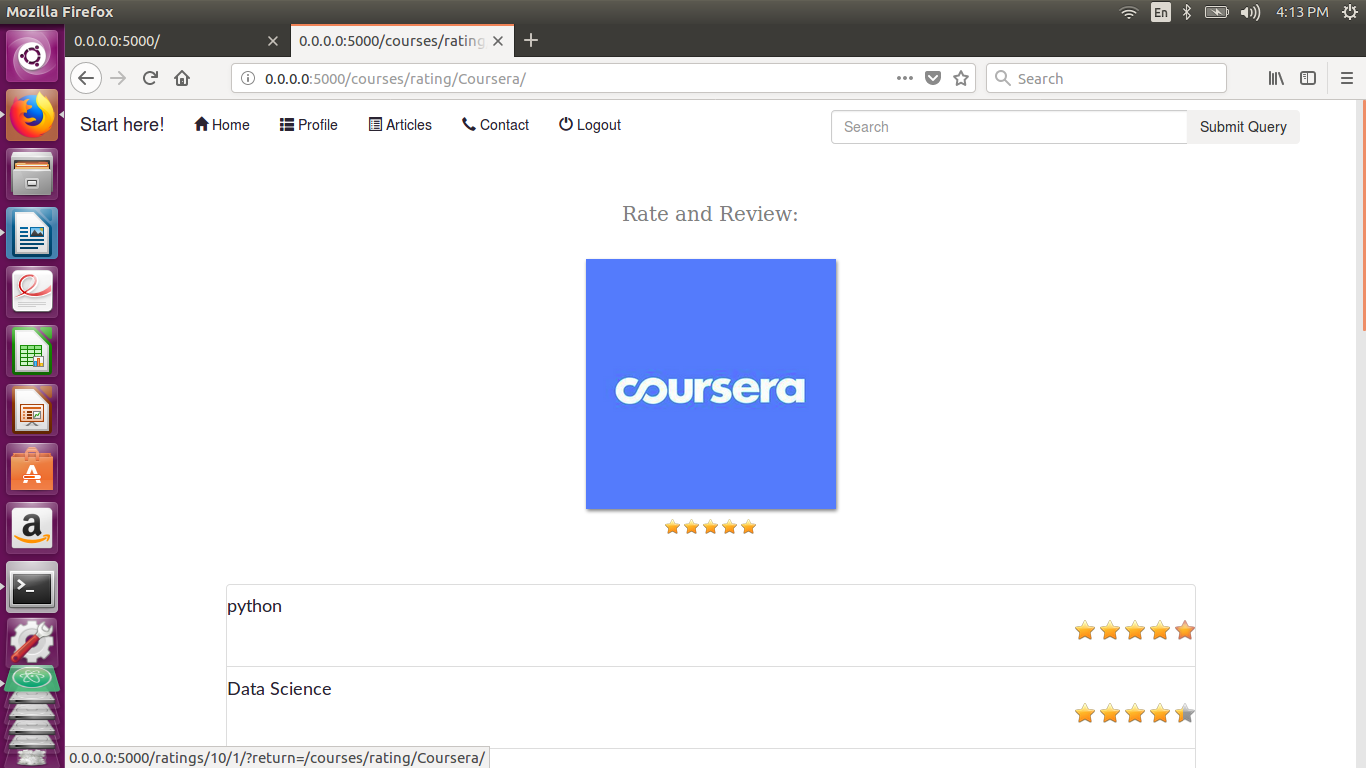 Mozilla Firefox
En
4:13 PM
0.0.0.0:5000/
0.0.0.0:5000/courses/rating
0.0.0.0:5000/courses/rating/Coursera/
Search
Start here!
Home
Profile
Articles
Contact
Logout
Search
Submit Query
Rate and Review:
coursera
python
Data Science
0.0.0.0:5000/ratings/10/1/?return=/courses/rating/Coursera/